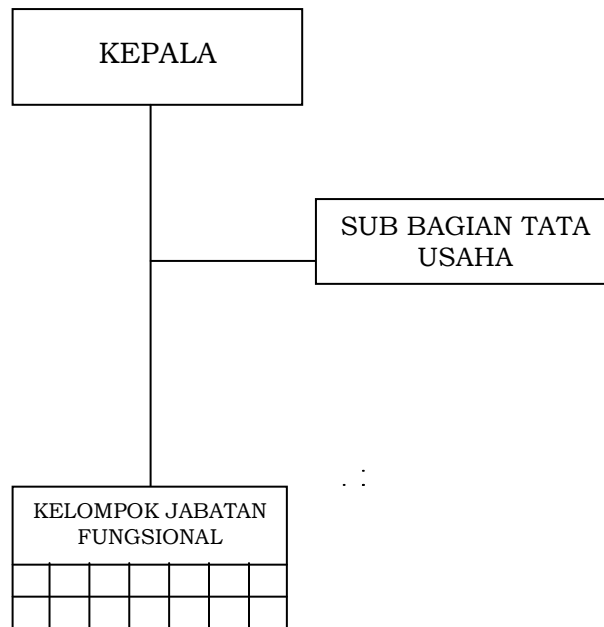 KEPALA
SUB BAGIAN TATA
USAHA
KELOMPOK JABATAN
FUNGSIONAL